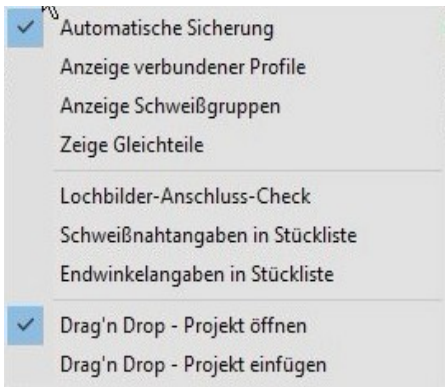 Automatische Sicherung
Anzeige verbundener Profile
Anzeige Schweißgruppen
Zeige Gleichteile
Lochbilder-Anschluss-Check
Schweißnahtangaben in Stückliste
Endwinkelangaben in Stückliste
Drag'n Drop - Projekt öffnen
Drag'n Drop - Projekt einfügen